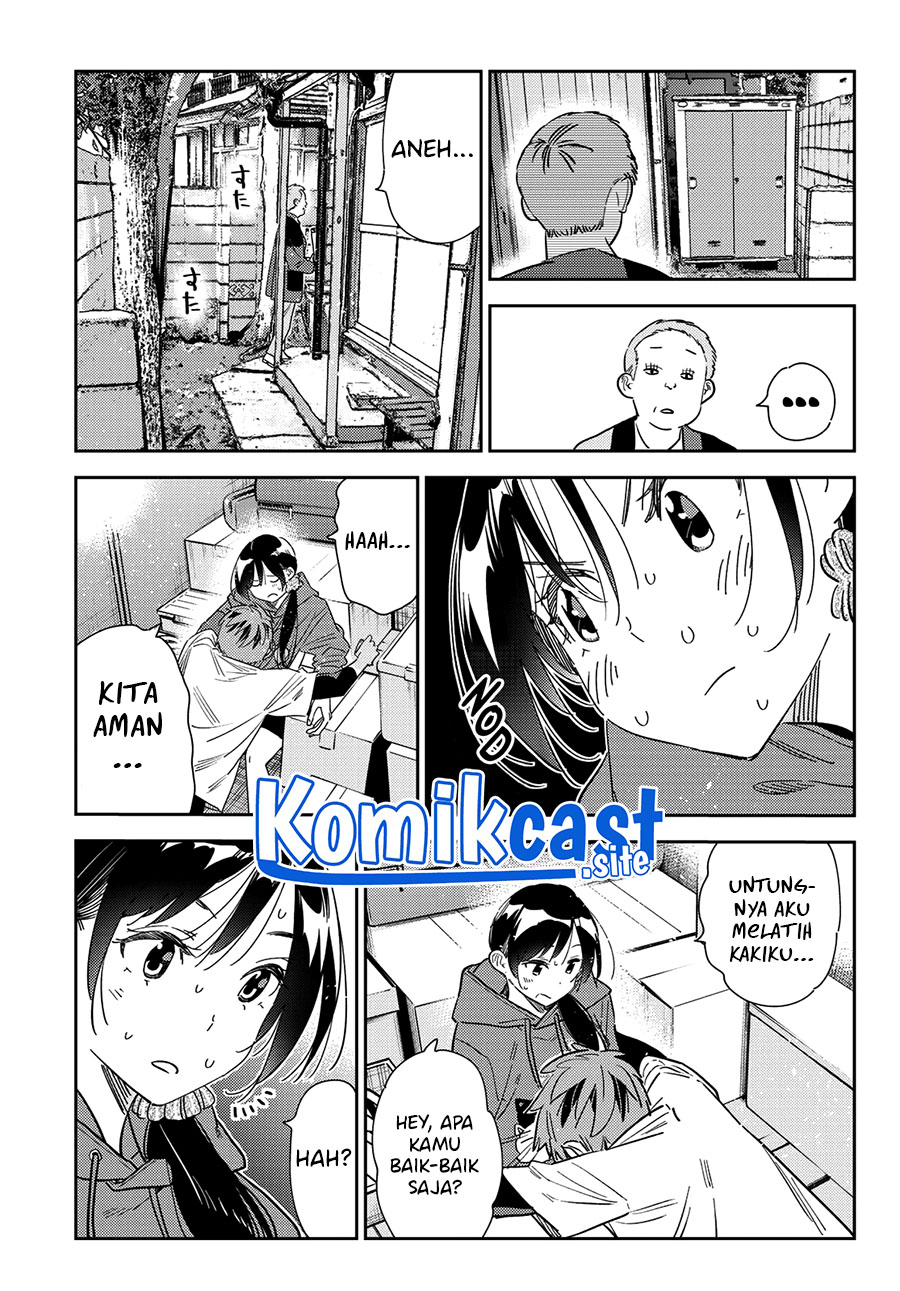 ANEH...
すた
すた
...
HAAH...
KITA
AMAN
...
NOD
Komikcast
.site
UNTUNG-
NYA AKU
MELATIH
KAKIKU...
HEY, APA
KAMU
BAIK-BAIK
SAJA?
HAH?